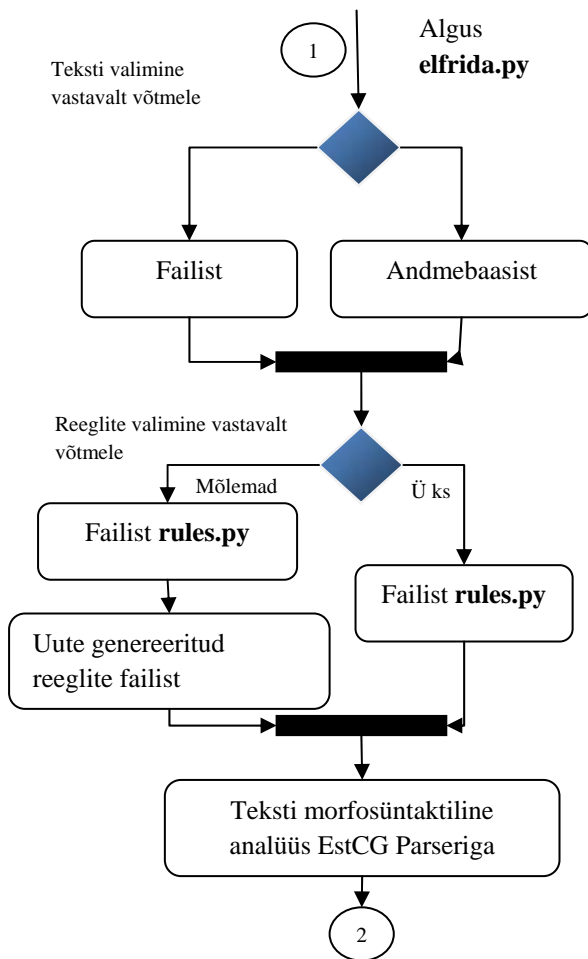 1
Algus
elfrida.py
Teksti valimine
vastavalt võtmele
Failist
Andmebaasist
Reeglite valimine vastavalt
võtmele
Mõlemad
Ü ks
Failist rules.py
Failist rules.py
Uute genereeritud
reeglite failist
Teksti morfosüntaktiline
analüüs EstCG Parseriga
2